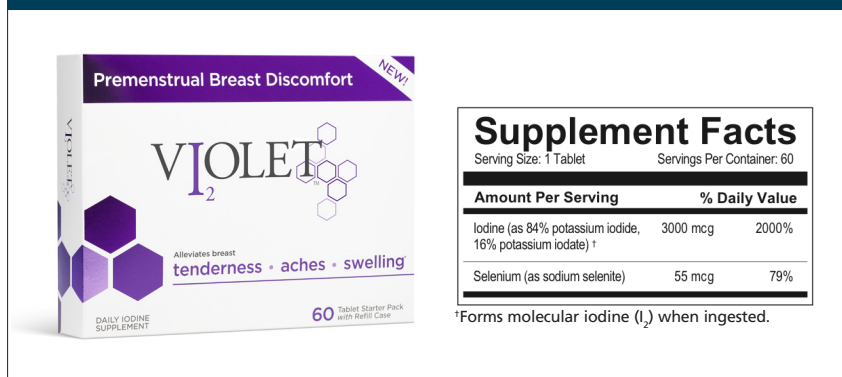 Premenstrual Breast Discomfort
NEW!
VIOLET
VI₂OLET™
Alleviates breast
tenderness • aches • swelling*
DAILY IODINE
SUPPLEMENT
60 Tablet Starter Pack
with Refill Case
Supplement Facts
Serving Size: 1 Tablet Servings Per Container: 60
Amount Per Serving % Daily Value
Iodine (as 84% potassium iodide, 3000 mcg 2000%
16% potassium iodate) †
Selenium (as sodium selenite) 55 mcg 79%
†Forms molecular iodine (I₂) when ingested.